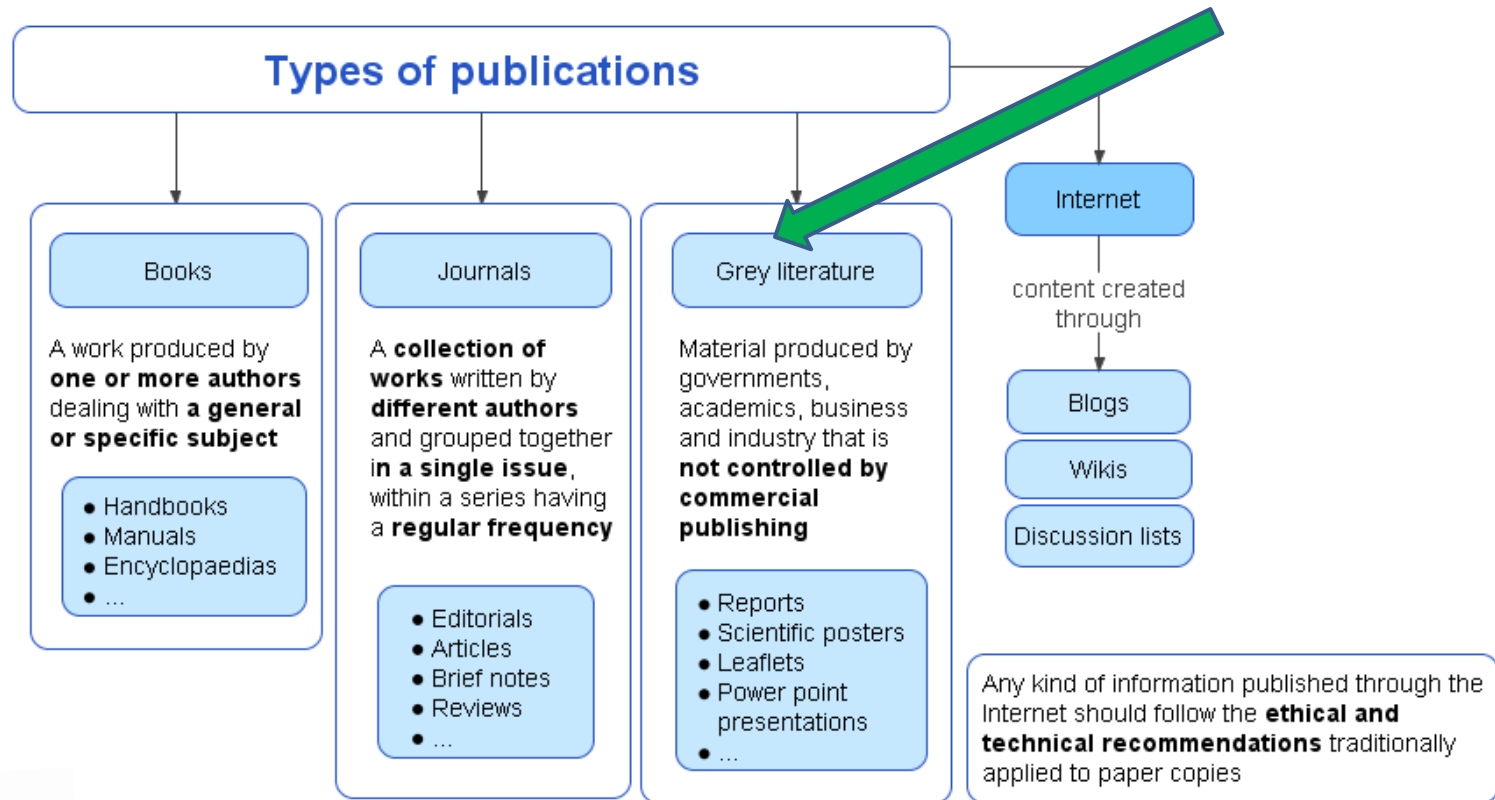 Types of publications
Books
A work produced by
one or more authors
dealing with a general
or specific subject
● Handbooks
● Manuals
● Encyclopaedias
● ...
Journals
A collection of
works written by
different authors
and grouped together
in a single issue,
within a series having
a regular frequency
● Editorials
● Articles
● Brief notes
● Reviews
● ...
Grey literature
Material produced by
governments,
academics, business
and industry that is
not controlled by
commercial
publishing
● Reports
● Scientific posters
● Leaflets
● Power point
presentations
● ...
Internet
content created
through
Blogs
Wikis
Discussion lists
Any kind of information published through the
Internet should follow the ethical and
technical recommendations traditionally
applied to paper copies